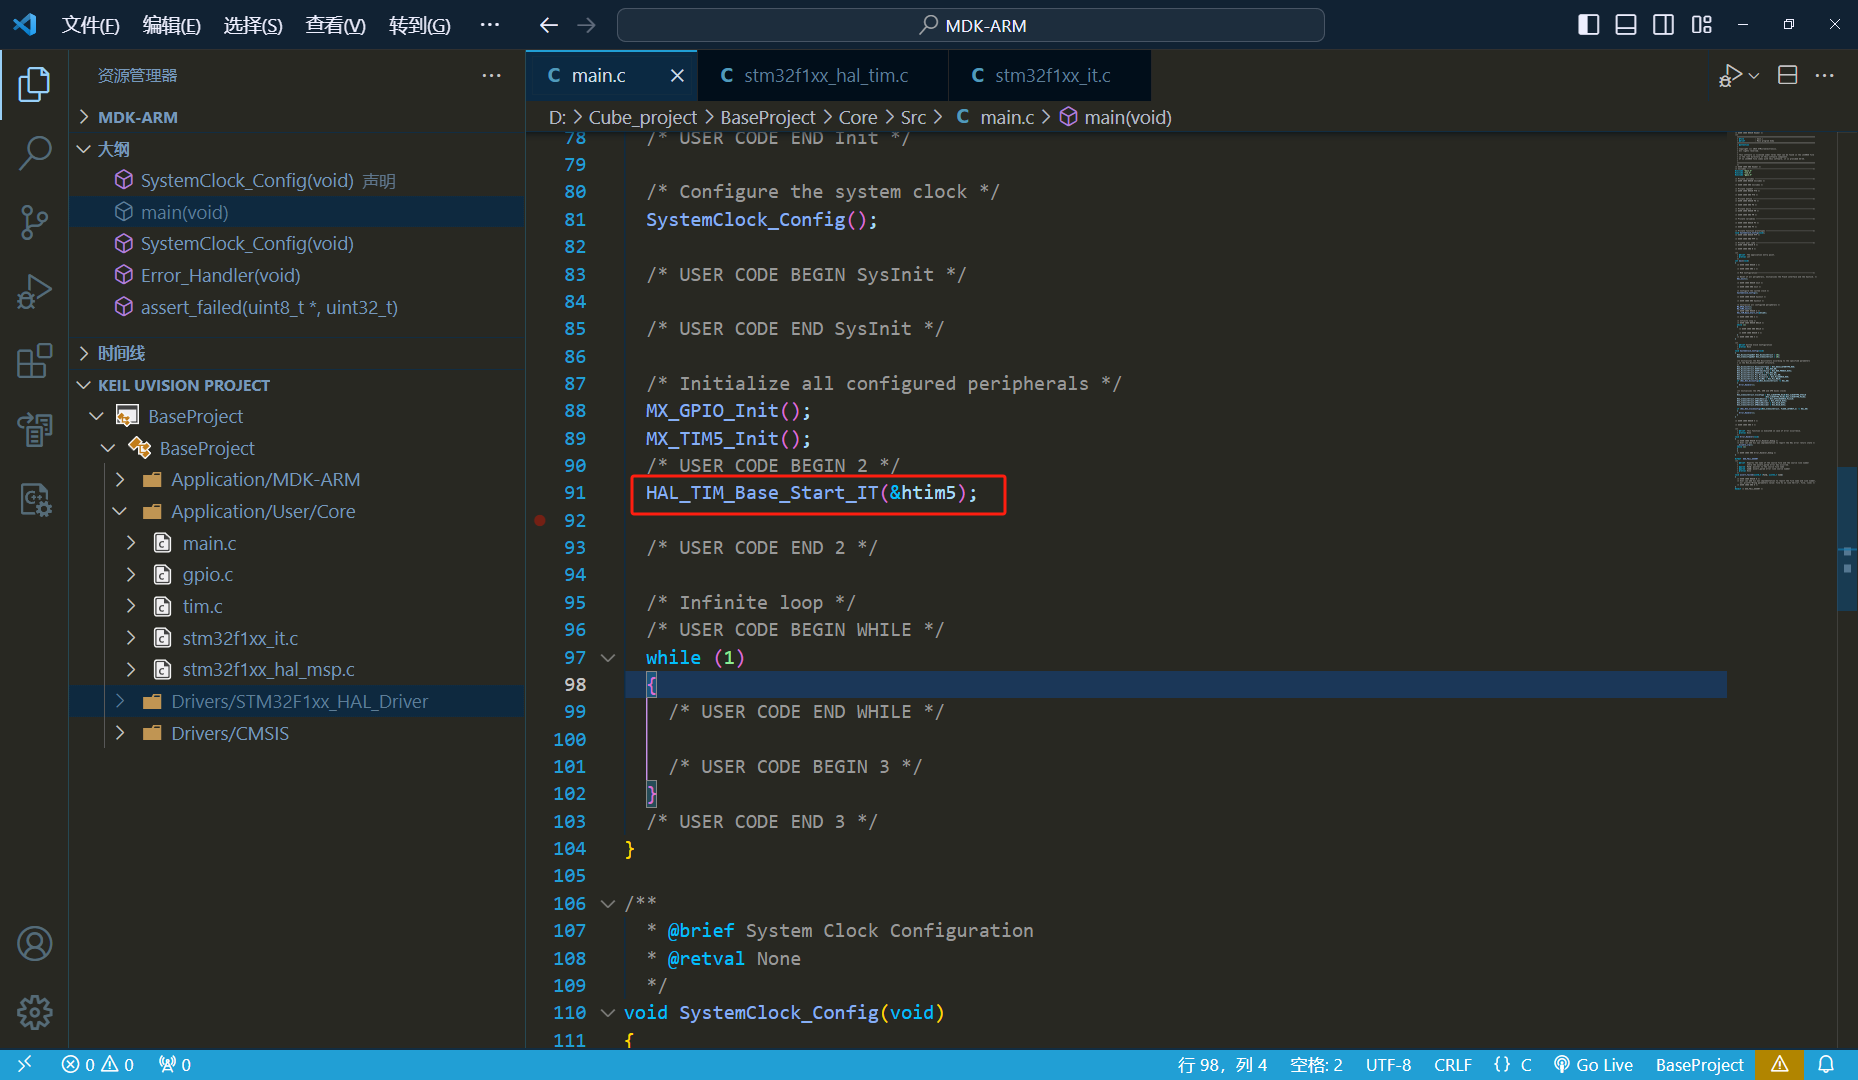 文件(F) 编辑(E) 选择(S) 查看(V) 转到(G) ··· MDK-ARM
资源管理器 ···
MDK-ARM
大纲
SystemClock_Config(void) 声明
main(void)
SystemClock_Config(void)
Error_Handler(void)
assert_failed(uint8_t *, uint32_t)
时间线
KEIL UVISION PROJECT
BaseProject
BaseProject
Application/MDK-ARM
Application/User/Core
main.c
gpio.c
tim.c
stm32f1xx_it.c
stm32f1xx_hal_msp.c
Drivers/STM32F1xx_HAL_Driver
Drivers/CMSIS
C main.c C stm32f1xx_hal_tim.c C stm32f1xx_it.c
D: > Cube_project > BaseProject > Core > Src > C main.c > main(void)
78 /* USER CODE END Init */
79
80 /* Configure the system clock */
81 SystemClock_Config();
82
83 /* USER CODE BEGIN SysInit */
84
85 /* USER CODE END SysInit */
86
87 /* Initialize all configured peripherals */
88 MX_GPIO_Init();
89 MX_TIM5_Init();
90 /* USER CODE BEGIN 2 */
91 HAL_TIM_Base_Start_IT(&htim5);
92
93 /* USER CODE END 2 */
94
95 /* Infinite loop */
96 /* USER CODE BEGIN WHILE */
97 while (1)
98 {
99 /* USER CODE END WHILE */
100
101 /* USER CODE BEGIN 3 */
102 }
103 /* USER CODE END 3 */
104 }
105
106 /**
107 * @brief System Clock Configuration
108 * @retval None
109 */
110 void SystemClock_Config(void)
111 {
0 0 0 行 98，列 4 空格: 2 UTF-8 CRLF {} C Go Live BaseProject